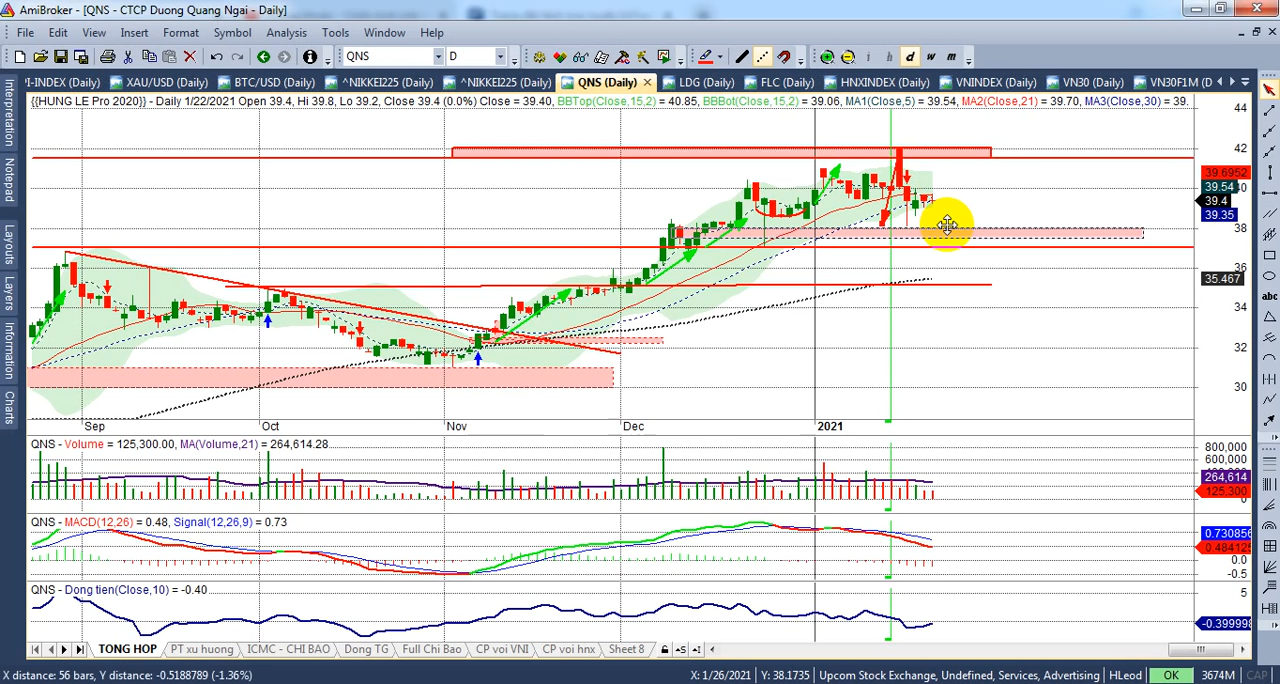 AmiBroker - [QNS - CTCP Duong Quang Ngai - Daily]
File Edit View Insert Format Symbol Analysis Tools Window Help
QNS D i h d w m
!I-INDEX (Daily) XAU/USD (Daily) BTC/USD (Daily) ^NIKKEI225 (Daily) ^NIKKEI225 (Daily) QNS (Daily) LDG (Daily) FLC (Daily) HNXINDEX (Daily) VNINDEX (Daily) VN30 (Daily) VN30F1M (D
{{HUNG LE Pro 2020}} - Daily 1/22/2021 Open 39.4, Hi 39.8, Lo 39.2, Close 39.4 (0.0%) Close = 39.40, BBTop(Close,15,2) = 40.85, BBBot(Close,15,2) = 39.06, MA1(Close,5) = 39.54, MA2(Close,21) = 39.70, MA3(Close,30) = 39.
Interpretation
Notepad
Layouts
Layers
Information
Charts
44
42
39.6952
39.54
40
39.4
39.35
38
36
35.467
34
32
30
abc
Sep Oct Nov Dec 2021
QNS - Volume = 125,300.00, MA(Volume,21) = 264,614.28
800,000
600,000
264,614
125,300
QNS - MACD(12,26) = 0.48, Signal(12,26,9) = 0.73
0.730856
0.484125
0.0
-0.5
QNS - Dong tien(Close,10) = -0.40
5
-0.399998
TONG HOP PT xu huong ICMC - CHI BAO Dong TG Full Chi Bao CP voi VNI CP voi hnx Sheet 8
X distance: 56 bars, Y distance: -0.5188789 (-1.36%) X: 1/26/2021 Y: 38.1735 Upcom Stock Exchange, Undefined, Services, Advertising HLeod OK 3674M CAP